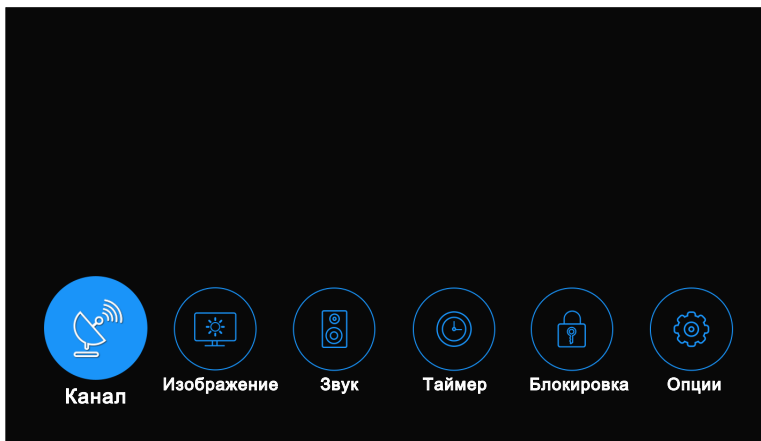 Канал
Изображение
Звук
Таймер
Блокировка
Опции